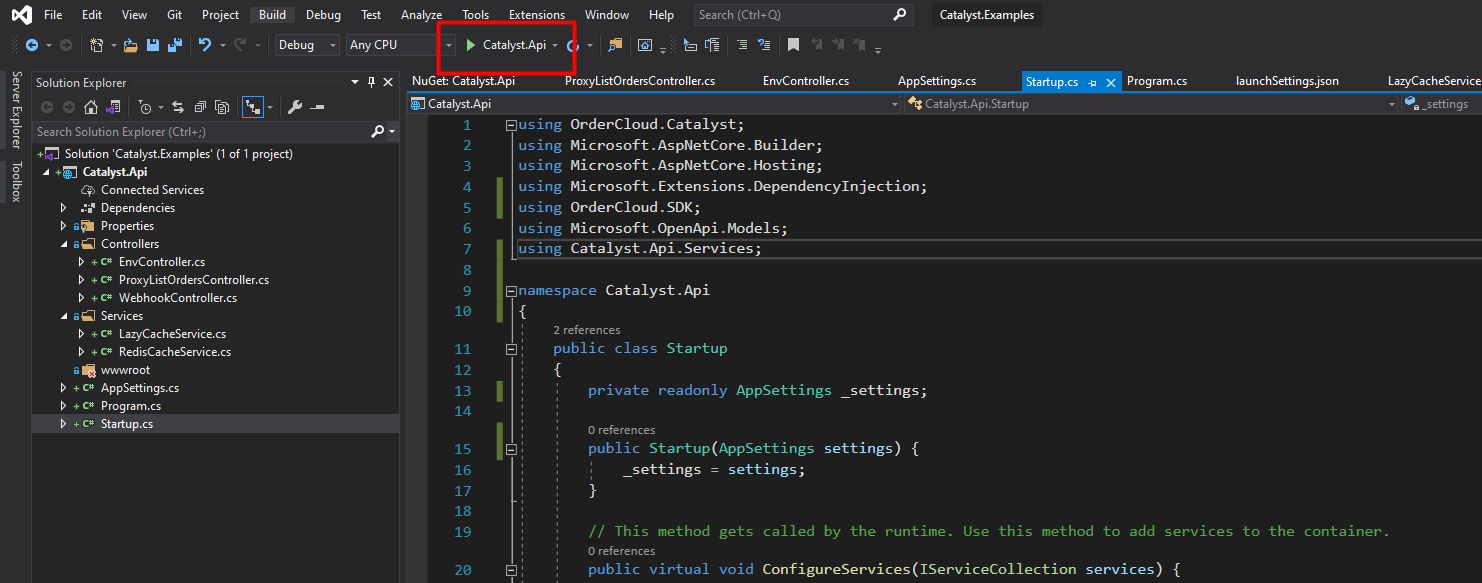 File Edit View Git Project Build Debug Test Analyze Tools Extensions Window Help Search (Ctrl+Q) Catalyst.Examples
Debug Any CPU Catalyst.Api
Server Explorer
Toolbox
Solution Explorer
Search Solution Explorer (Ctrl+;)
Solution 'Catalyst.Examples' (1 of 1 project)
Catalyst.Api
Connected Services
Dependencies
Properties
Controllers
C# EnvController.cs
C# ProxyListOrdersController.cs
C# WebhookController.cs
Services
C# LazyCacheService.cs
C# RedisCacheService.cs
wwwroot
C# AppSettings.cs
C# Program.cs
C# Startup.cs
NuGet: Catalyst.Api ProxyListOrdersController.cs EnvController.cs AppSettings.cs Startup.cs Program.cs launchSettings.json LazyCacheService
Catalyst.Api Catalyst.Api.Startup _settings
1 using OrderCloud.Catalyst;
2 using Microsoft.AspNetCore.Builder;
3 using Microsoft.AspNetCore.Hosting;
4 using Microsoft.Extensions.DependencyInjection;
5 using OrderCloud.SDK;
6 using Microsoft.OpenApi.Models;
7 using Catalyst.Api.Services;
8
9 namespace Catalyst.Api
10 {
2 references
11 public class Startup
12 {
13 private readonly AppSettings _settings;
14
0 references
15 public Startup(AppSettings settings) {
16 _settings = settings;
17 }
18
19 // This method gets called by the runtime. Use this method to add services to the container.
0 references
20 public virtual void ConfigureServices(IServiceCollection services) {